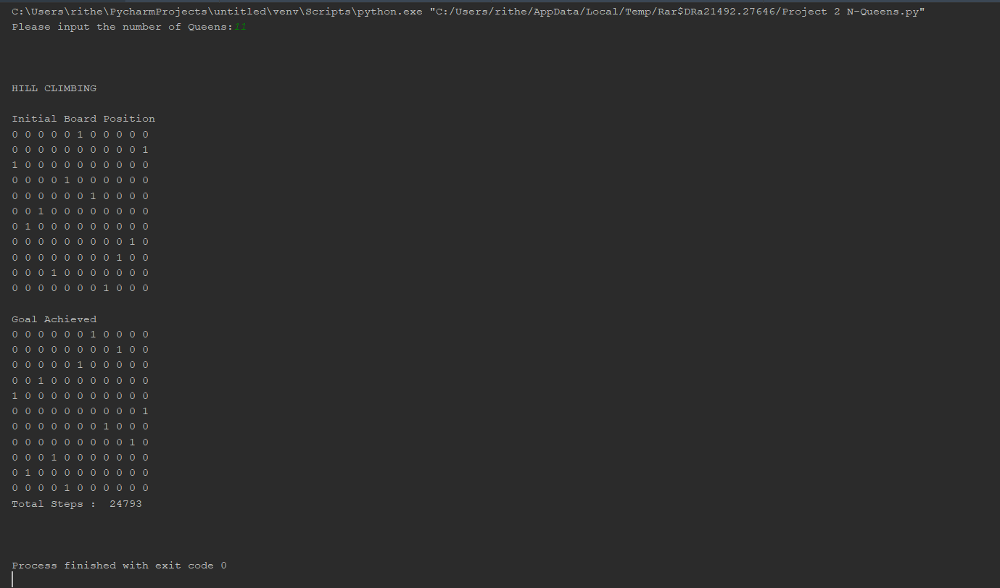 C:\Users\rithe\PycharmProjects\untitled\venv\Scripts\python.exe "C:/Users/rithe/AppData/Local/Temp/Rar$DRa21492.27646/Project 2 N-Queens.py"
Please input the number of Queens:11
HILL CLIMBING
Initial Board Position
0 0 0 0 0 1 0 0 0 0 0
0 0 0 0 0 0 0 0 0 0 1
1 0 0 0 0 0 0 0 0 0 0
0 0 0 0 1 0 0 0 0 0 0
0 0 0 0 0 0 1 0 0 0 0
0 0 1 0 0 0 0 0 0 0 0
0 1 0 0 0 0 0 0 0 0 0
0 0 0 0 0 0 0 0 0 1 0
0 0 0 0 0 0 0 0 1 0 0
0 0 0 1 0 0 0 0 0 0 0
0 0 0 0 0 0 0 1 0 0 0
Goal Achieved
0 0 0 0 0 0 1 0 0 0 0
0 0 0 0 0 0 0 0 1 0 0
0 0 0 0 0 1 0 0 0 0 0
0 0 1 0 0 0 0 0 0 0 0
1 0 0 0 0 0 0 0 0 0 0
0 0 0 0 0 0 0 0 0 0 1
0 0 0 0 0 0 0 1 0 0 0
0 0 0 0 0 0 0 0 0 1 0
0 0 0 1 0 0 0 0 0 0 0
0 1 0 0 0 0 0 0 0 0 0
0 0 0 0 1 0 0 0 0 0 0
Total Steps :  24793
Process finished with exit code 0